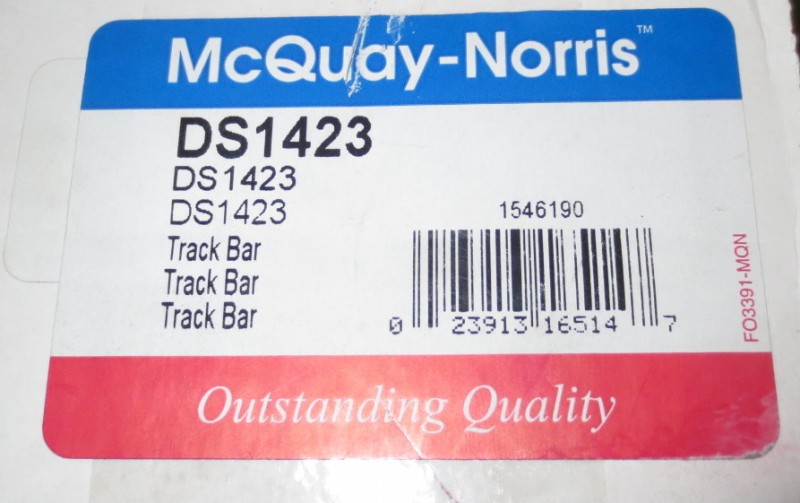 McQuay-Norris™
DS1423
DS1423
DS1423
Track Bar
Track Bar
Track Bar
1546190
0 23913 16514 7
FO3391-MQN
Outstanding Quality